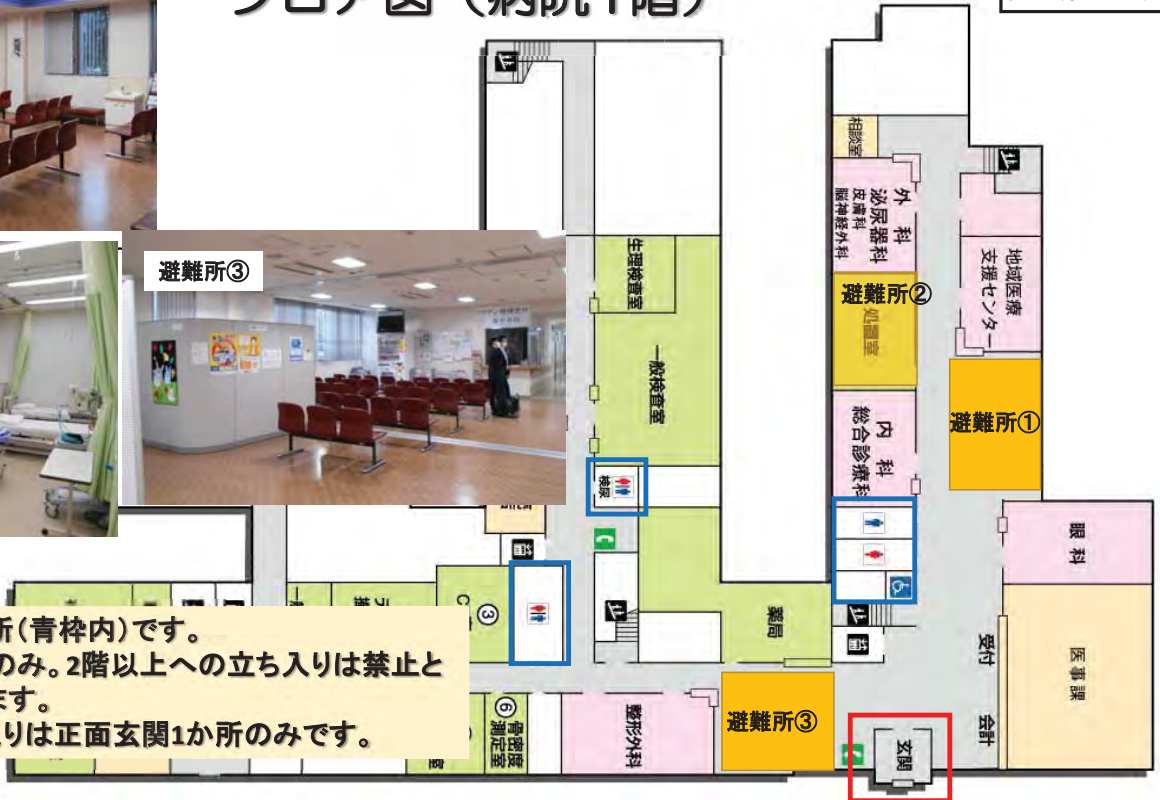 フロア図（病院1階）
避難所③
相談室
外 科
泌尿器科
皮膚科
脳神経外科
避難所②
処置室
地域医療
支援センター
避難所①
内 科
総合診療科
眼科
医事課
受付
会計
玄関
生理検査室
一般検査室
検尿
薬局
③
避難所③
整形外科
⑥
骨密度
測定室
所(青枠内)です。
のみ。2階以上への立ち入りは禁止と
ます。
りは正面玄関1か所のみです。